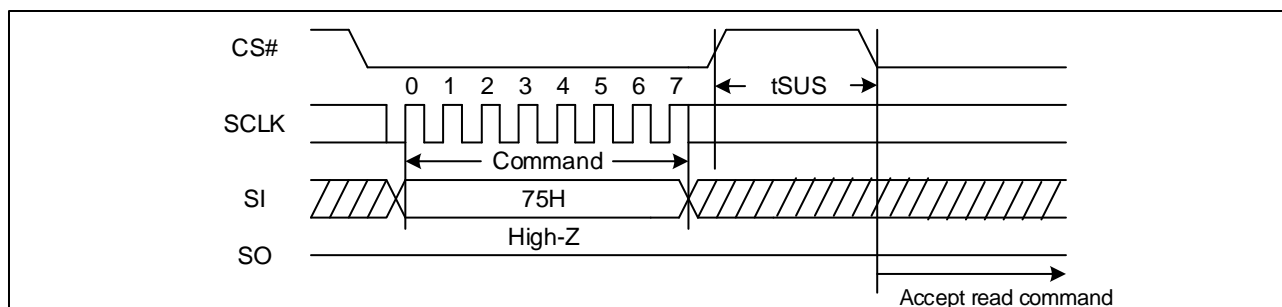 CS#
0 1 2 3 4 5 6 7
tSUS
SCLK
Command
SI
75H
High-Z
SO
Accept read command